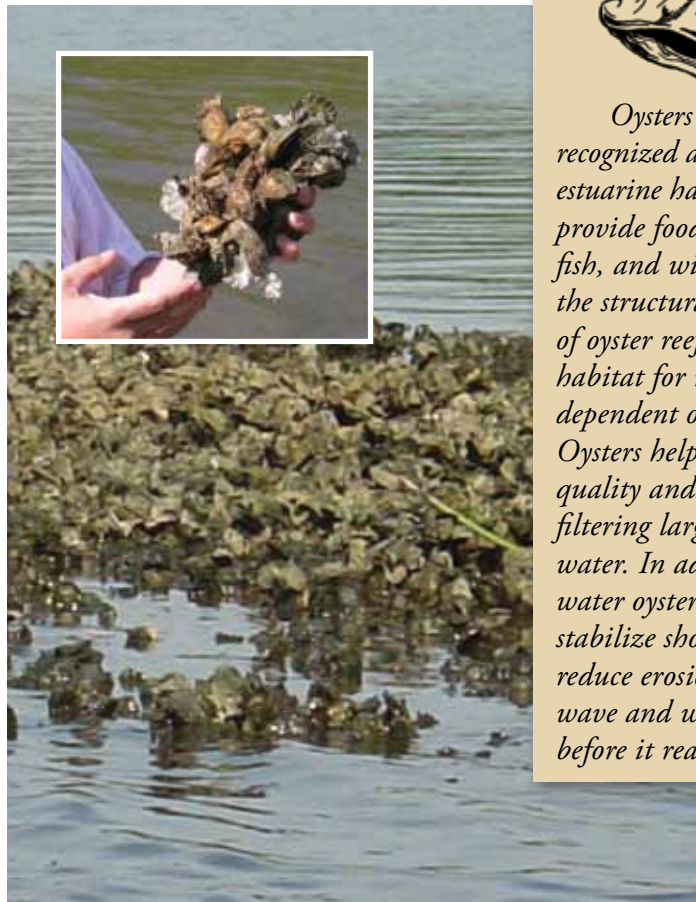 Oysters
recognized a
estuarine ha
provide food
fish, and wi
the structur
of oyster ree
habitat for
dependent o
Oysters help
quality and
filtering larg
water. In ad
water oyster
stabilize sho
reduce erosi
wave and w
before it rea